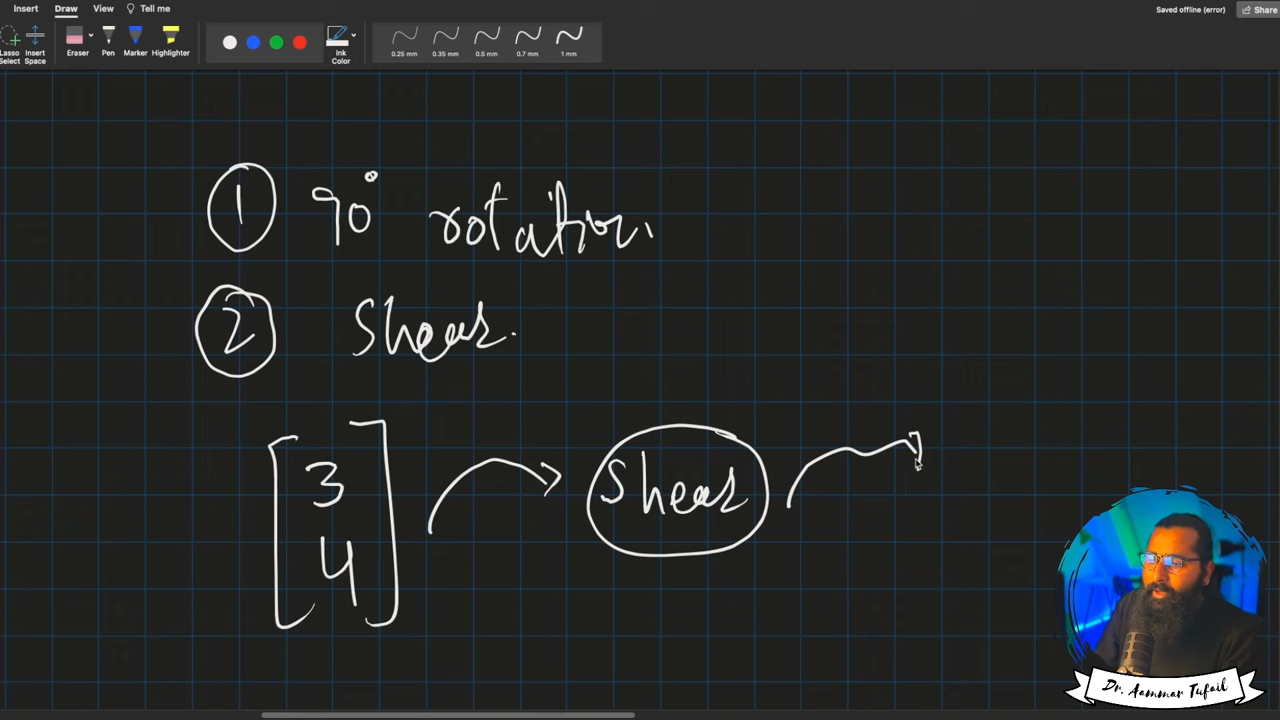 Insert Draw View Tell me Saved offline (error) Share
Lasso Select Insert Space Eraser Pen Marker Highlighter Ink Color 0.25 mm 0.35 mm 0.5 mm 0.7 mm 1 mm
1 90° rotation.
2 Shear.
3 Shear
4
Dr. Aammar Tufail